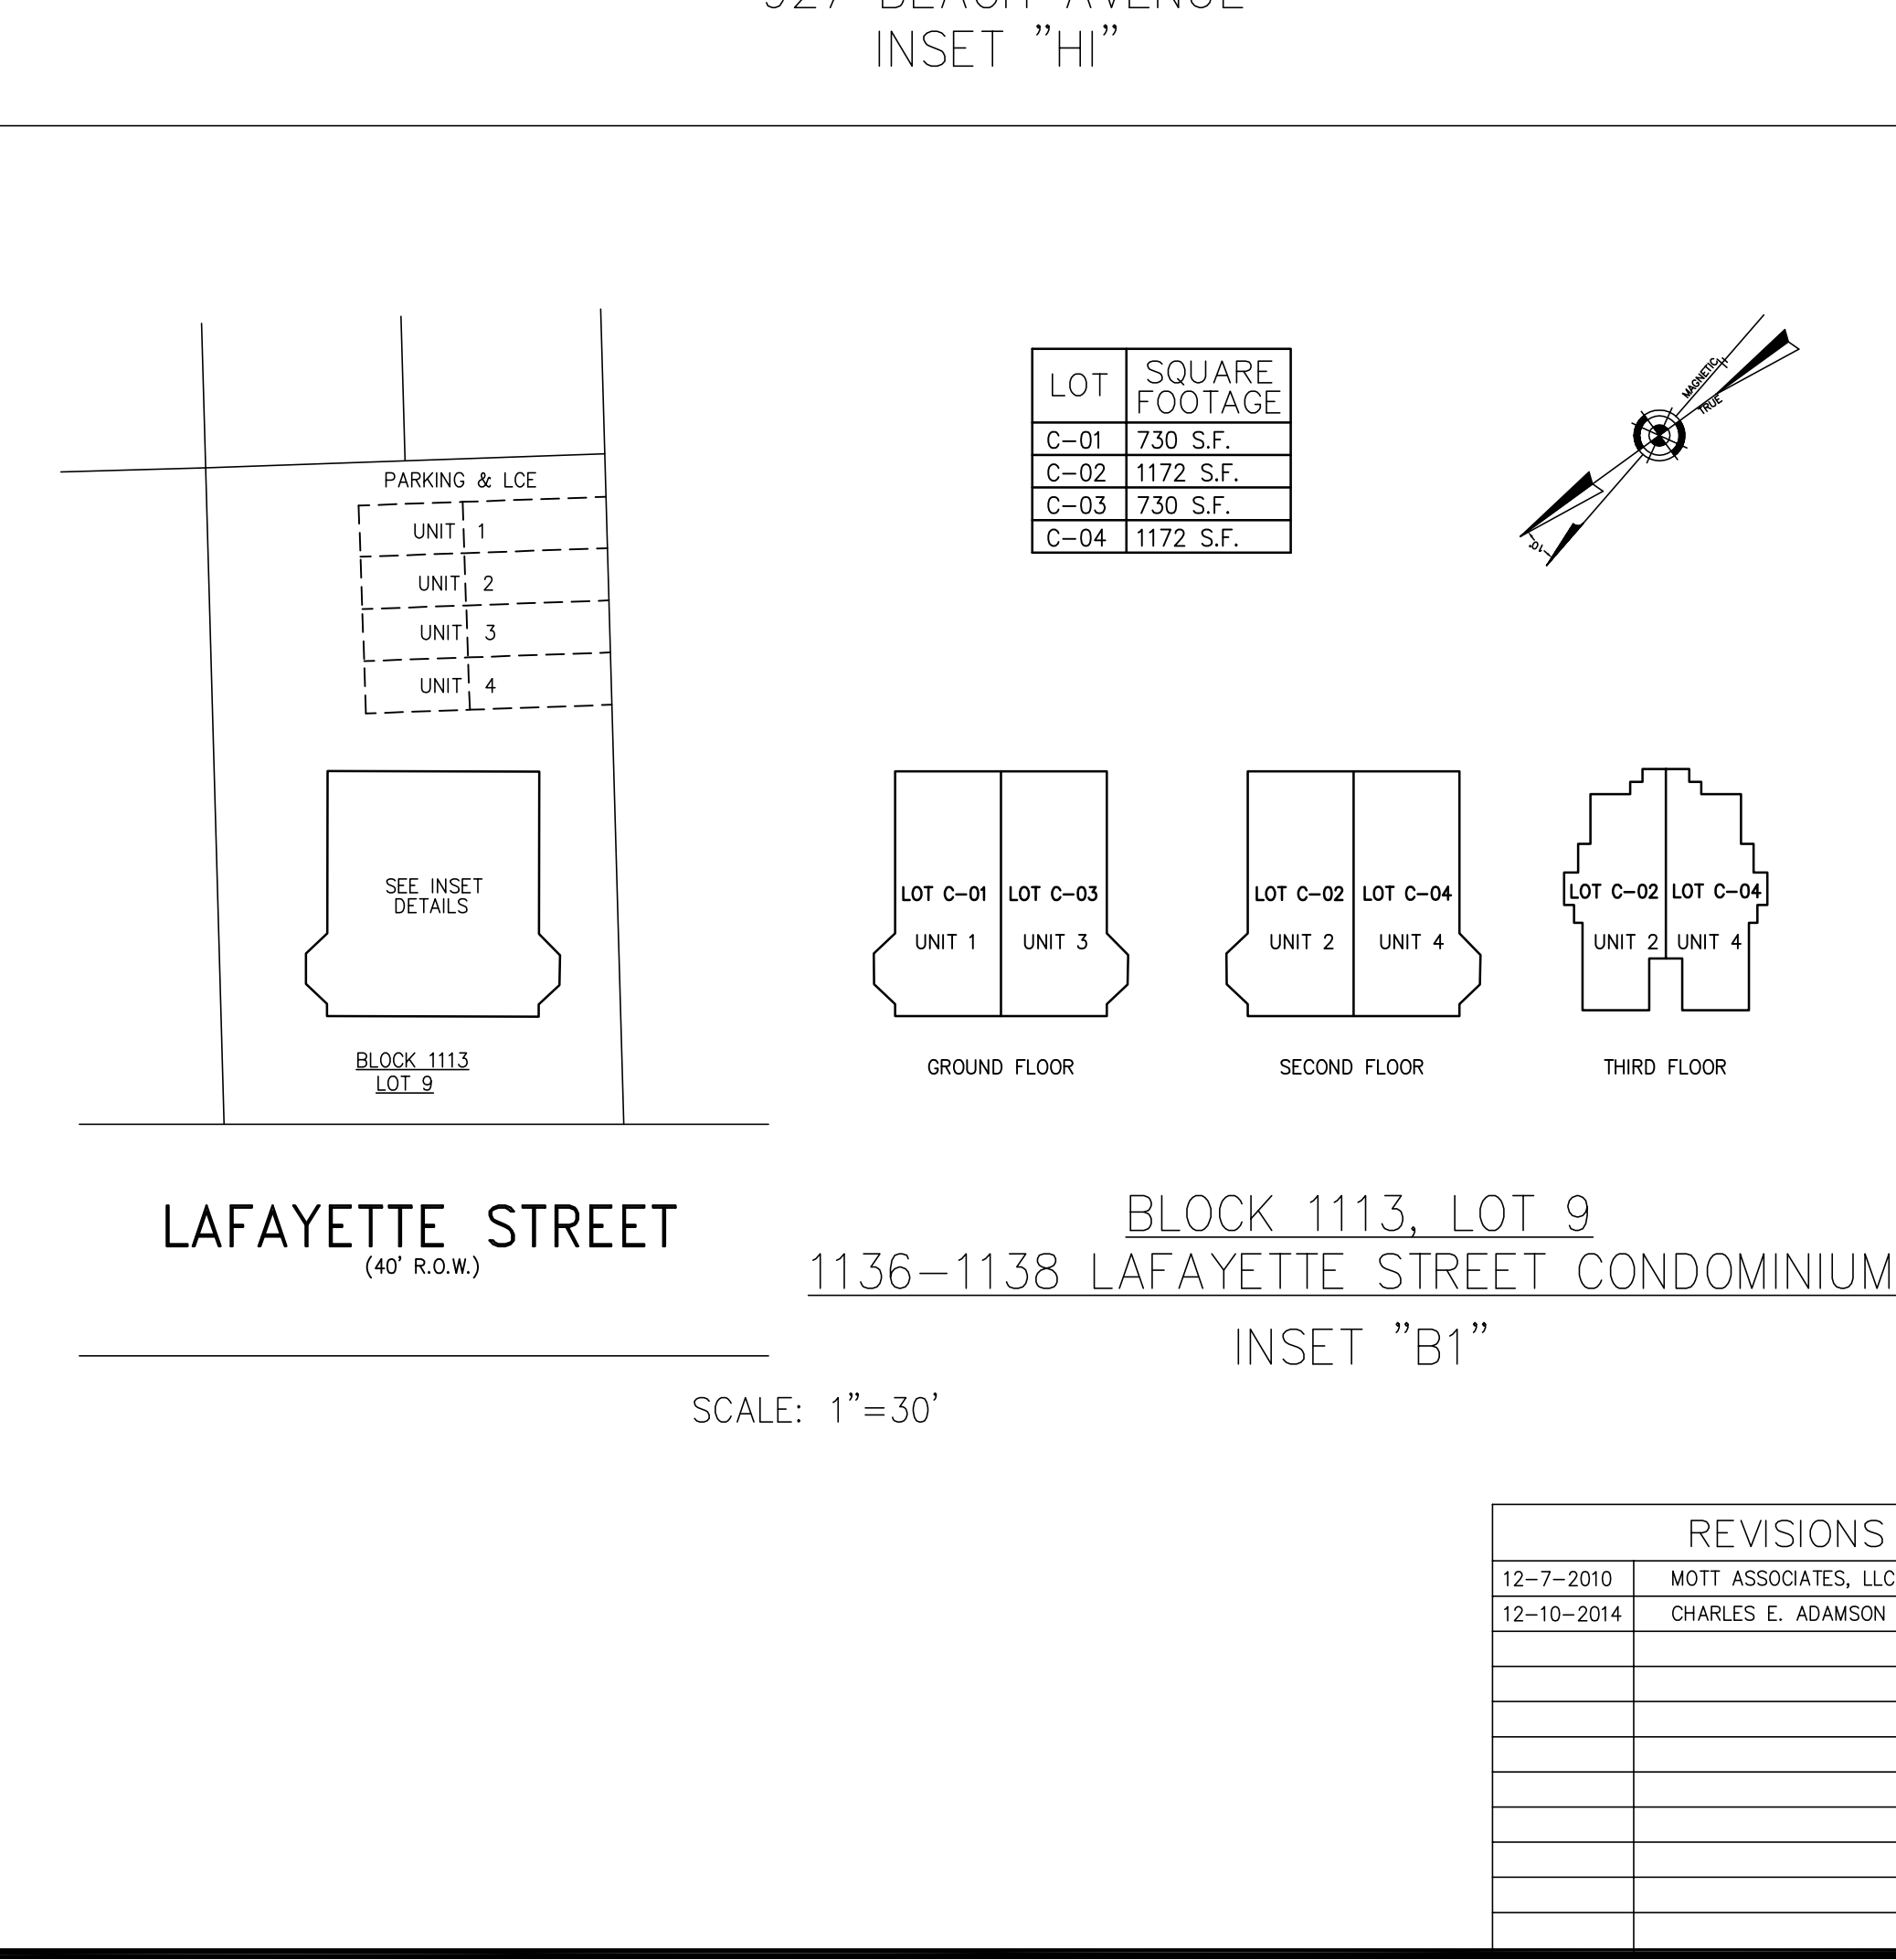 927 BEACH AVENUE
INSET "HI"
LOT SQUARE FOOTAGE
C-01 730 S.F.
C-02 1172 S.F.
C-03 730 S.F.
C-04 1172 S.F.
MAGNETIC
TRUE
10°
PARKING & LCE
UNIT 1
UNIT 2
UNIT 3
UNIT 4
SEE INSET
DETAILS
BLOCK 1113
LOT 9
LOT C-01 LOT C-03
UNIT 1 UNIT 3
GROUND FLOOR
LOT C-02 LOT C-04
UNIT 2 UNIT 4
SECOND FLOOR
LOT C-02 LOT C-04
UNIT 2 UNIT 4
THIRD FLOOR
LAFAYETTE STREET
(40' R.O.W.)
BLOCK 1113, LOT 9
1136-1138 LAFAYETTE STREET CONDOMINIUM
INSET "B1"
SCALE: 1"=30'
REVISIONS
12-7-2010 MOTT ASSOCIATES, LLC
12-10-2014 CHARLES E. ADAMSON